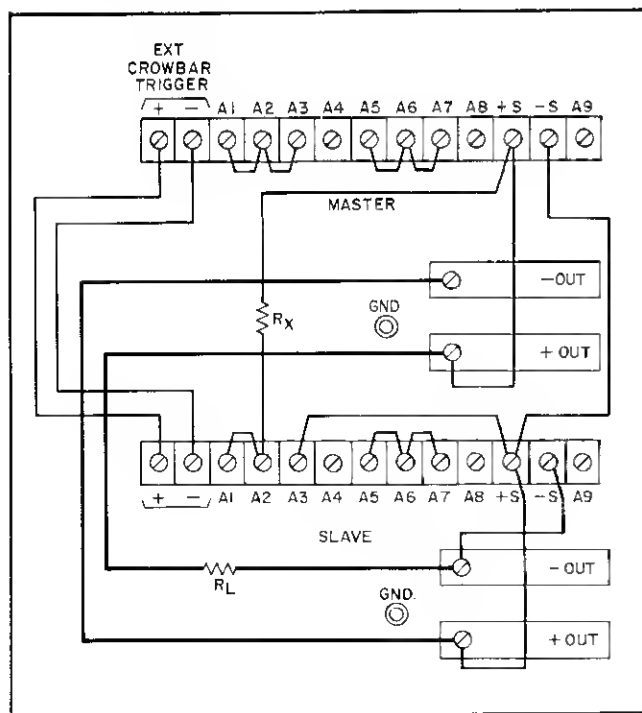 EXT
CROWBAR
TRIGGER
+ − A1 A2 A3 A4 A5 A6 A7 A8 +S −S A9
MASTER
−OUT
GND
RX
+ OUT
+ − A1 A2 A3 A4 A5 A6 A7 A8 +S −S A9
SLAVE
− OUT
RL
GND.
+ OUT